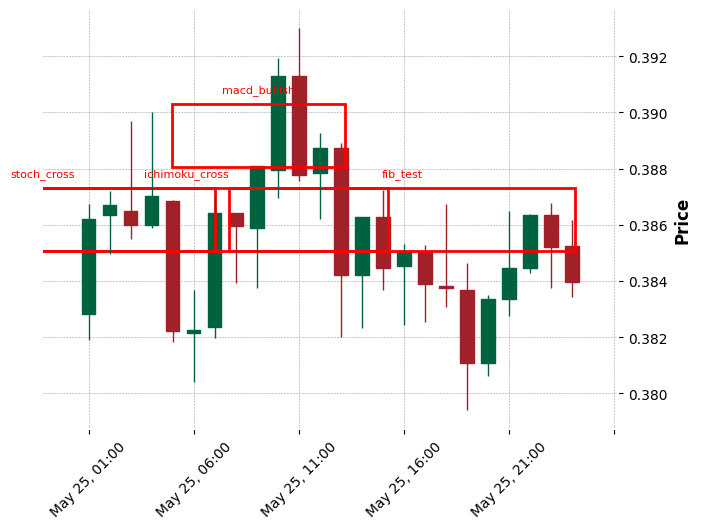 0.392
macd_bullish
0.390
0.388
stoch_cross
ichimoku_cross
fib_test
0.386
0.384
0.382
0.380
Price
May 25, 01:00
May 25, 06:00
May 25, 11:00
May 25, 16:00
May 25, 21:00